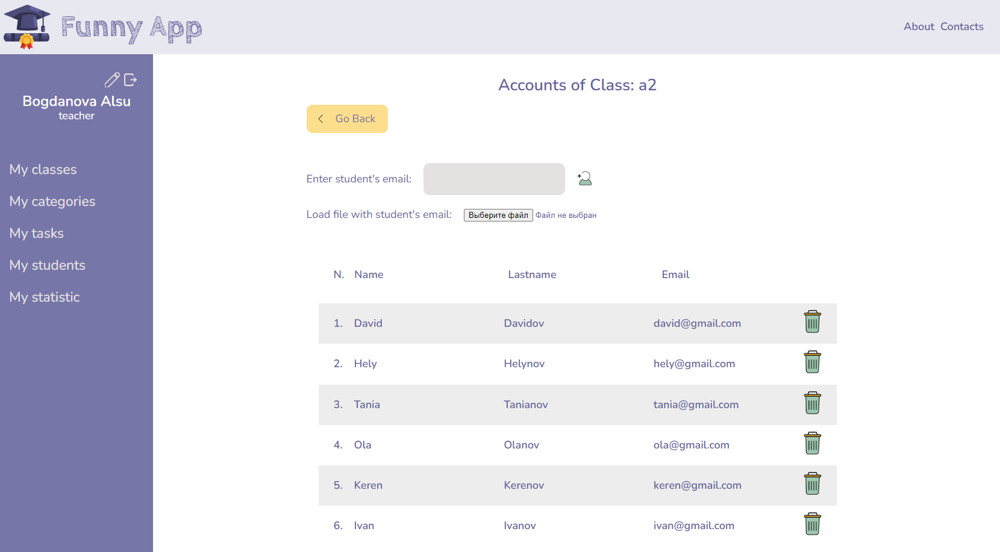 Funny App
About Contacts
Bogdanova Alsu
teacher
My classes
My categories
My tasks
My students
My statistic
Accounts of Class: a2
Go Back
Enter student's email:
Load file with student's email: Выберите файл Файл не выбран
N. Name Lastname Email
1. David Davidov david@gmail.com
2. Hely Helynov hely@gmail.com
3. Tania Tanianov tania@gmail.com
4. Ola Olanov ola@gmail.com
5. Keren Kerenov keren@gmail.com
6. Ivan Ivanov ivan@gmail.com